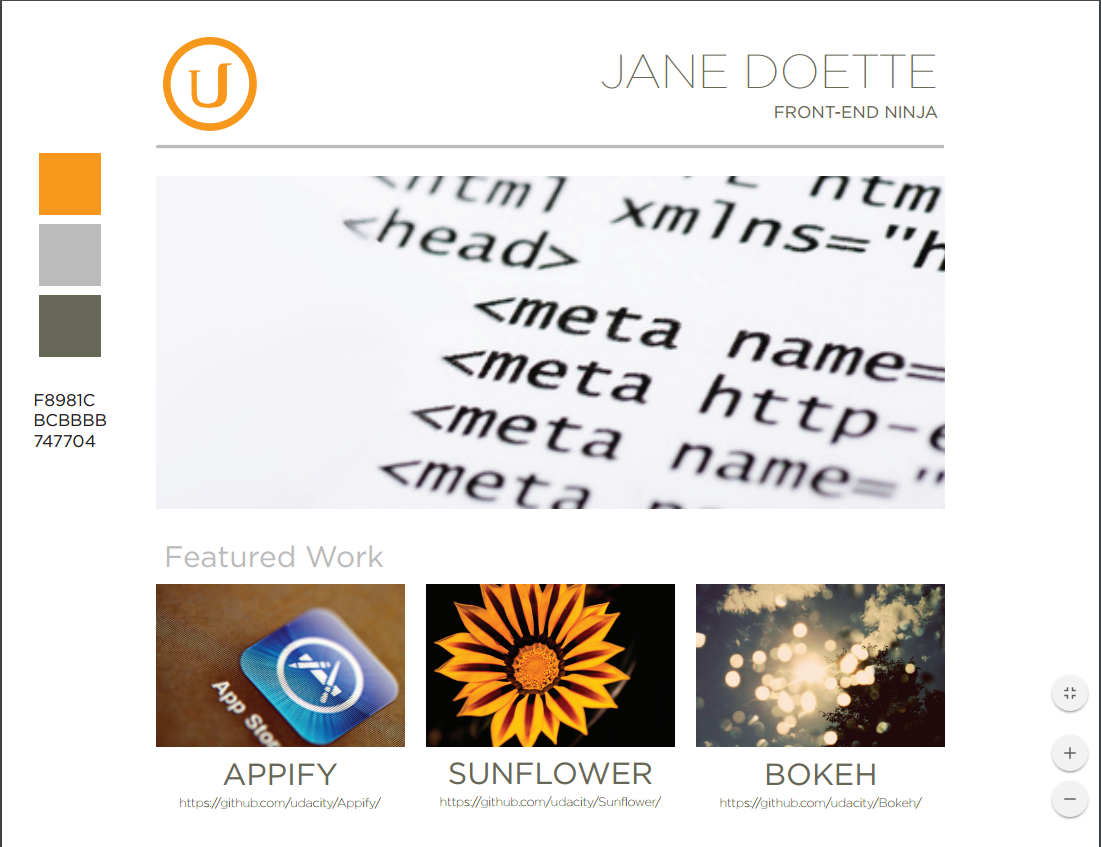 U
JANE DOETTE
FRONT-END NINJA
F8981C
BCBBBB
747704
<html
htm
<head> xmlns="h
<meta name=
<meta http-e
<meta name="
<meta
Featured Work
App Stor
APPIFY
https://github.com/udacity/Appify/
SUNFLOWER
https://github.com/udacity/Sunflower/
BOKEH
https://github.com/udacity/Bokeh/